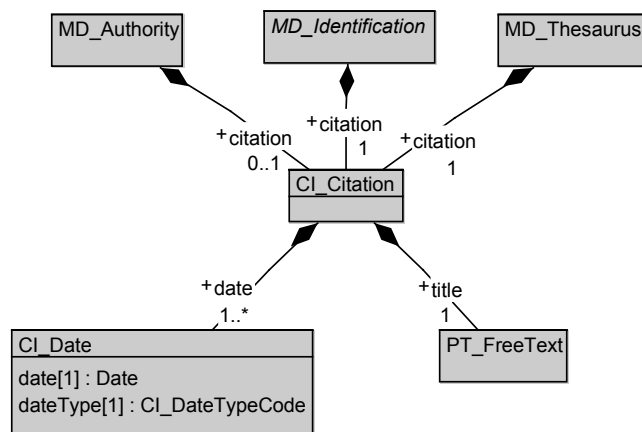 MD_Authority
MD_Identification
MD_Thesaurus
+citation
0..1
+citation
1
+citation
1
CI_Citation
+date
1..*
+title
1
CI_Date
date[1] : Date
dateType[1] : CI_DateTypeCode
PT_FreeText